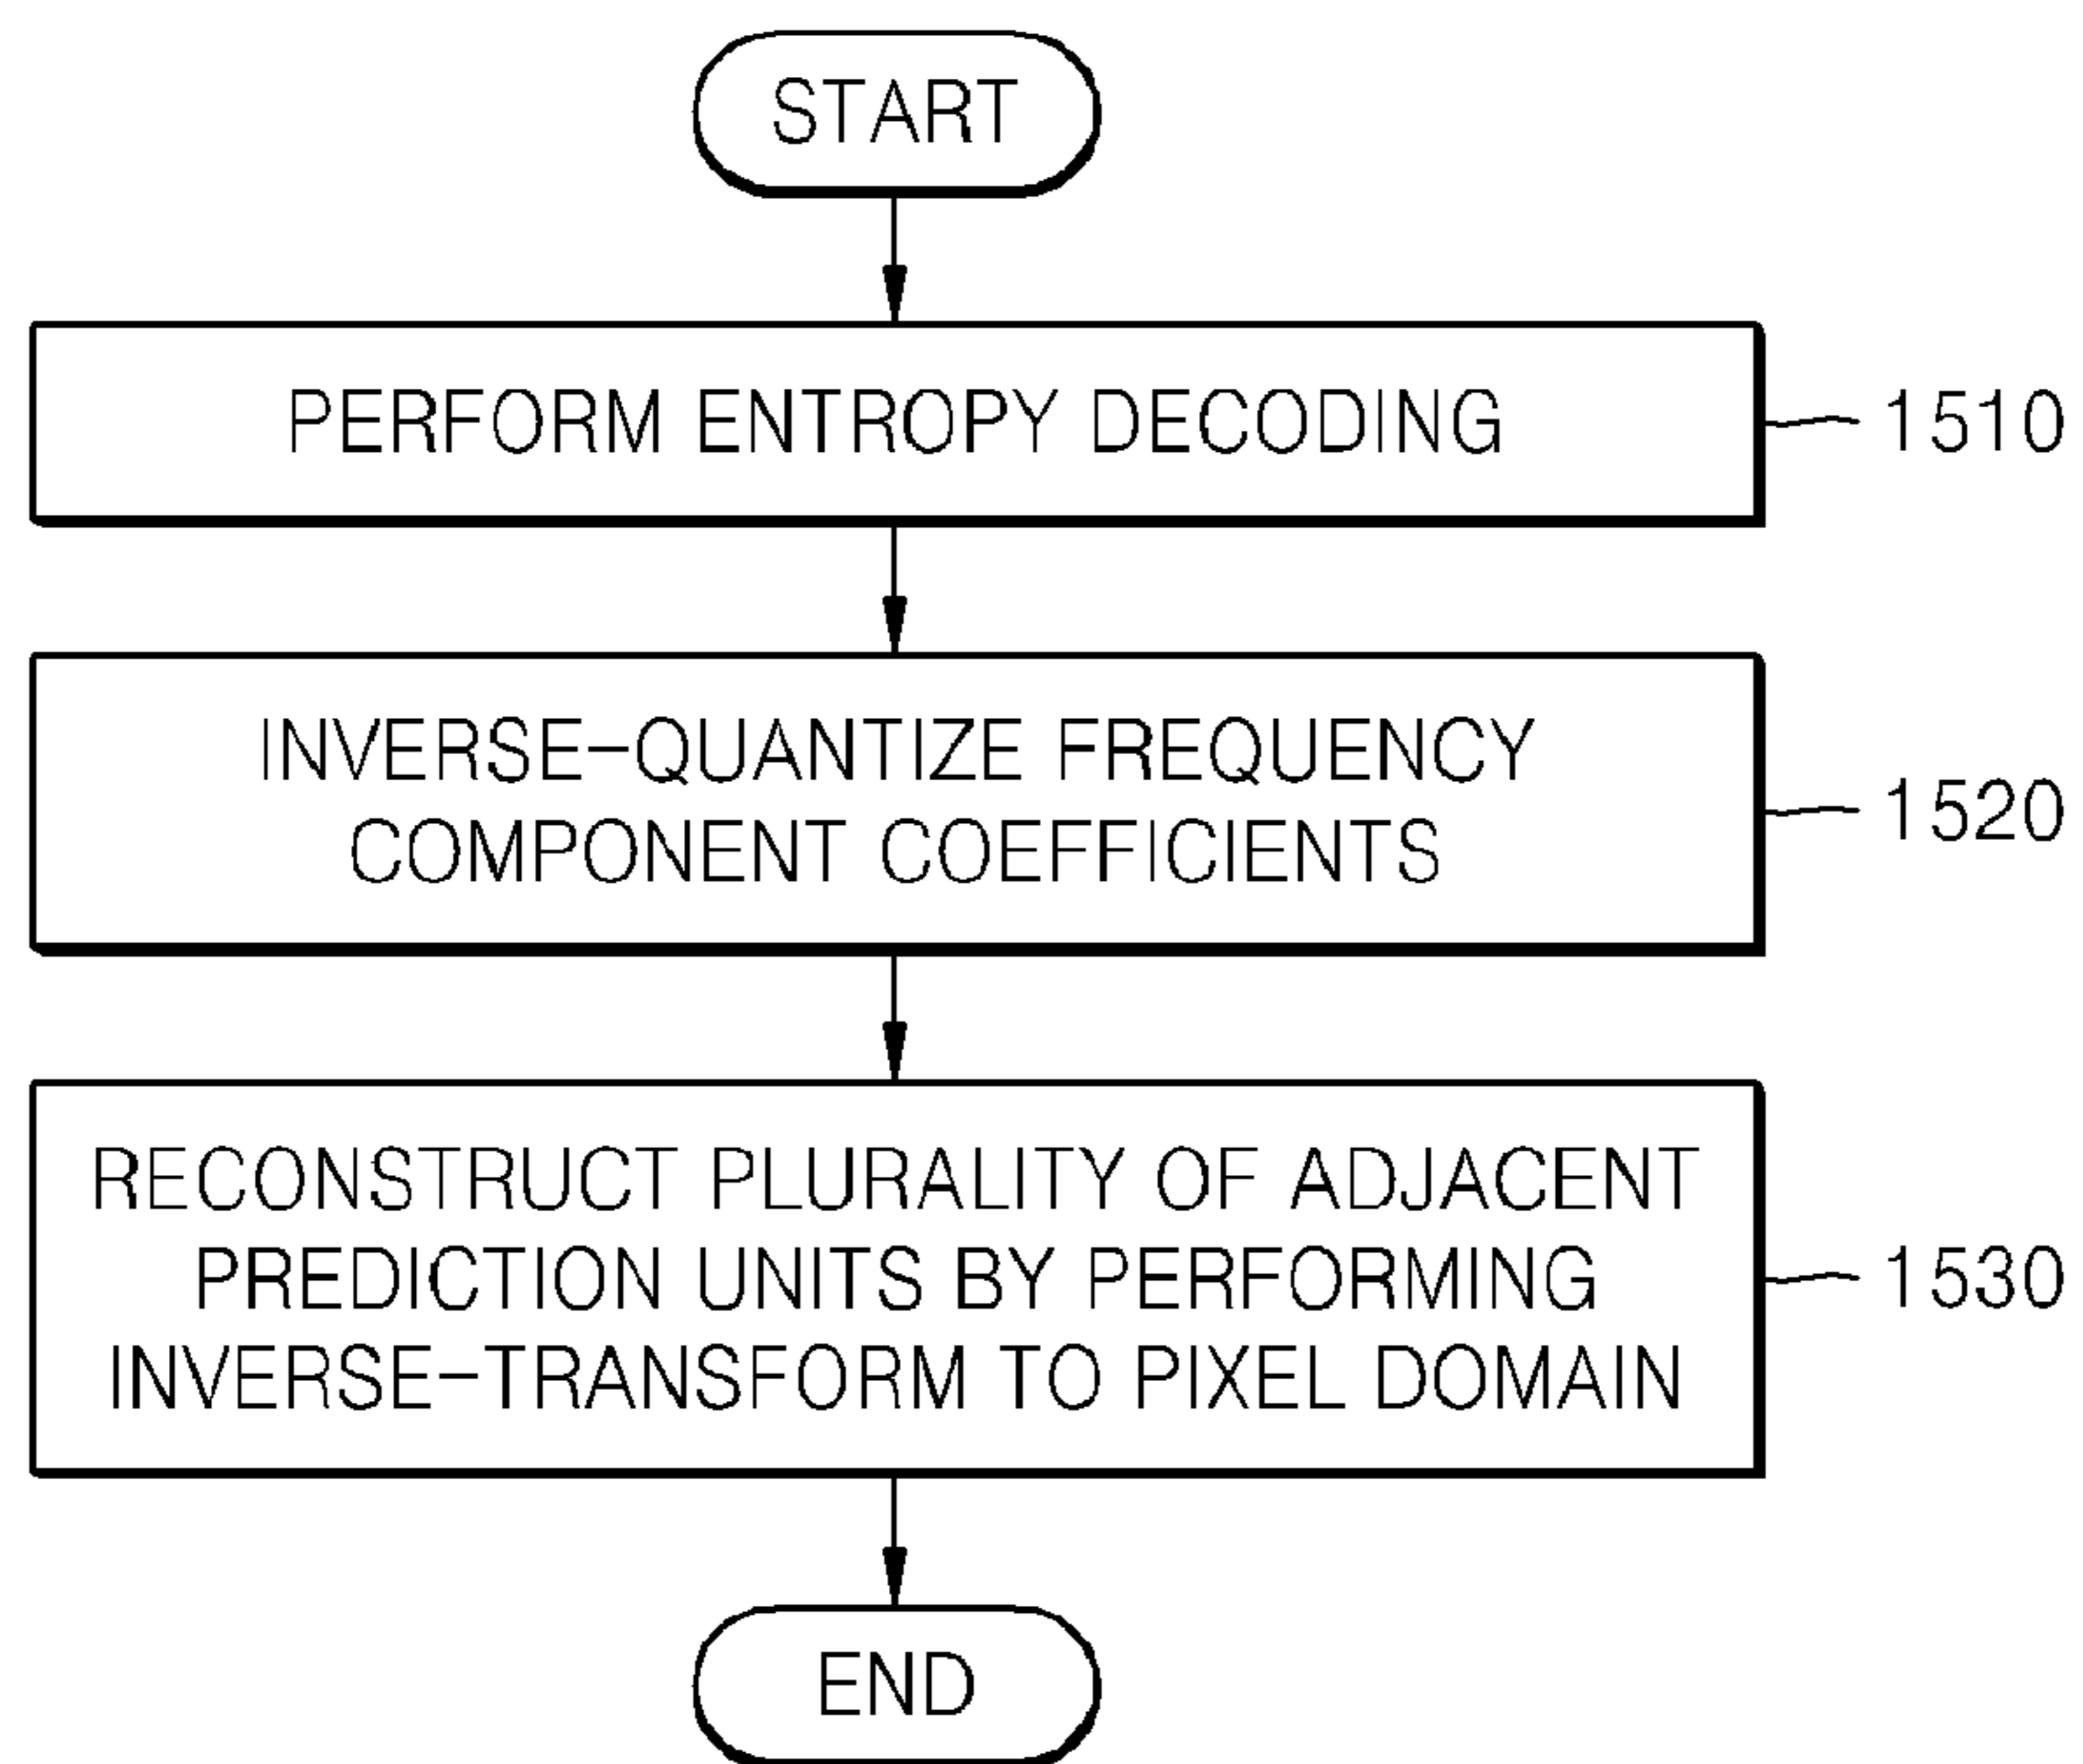 START
PERFORM ENTROPY DECODING
1510
INVERSE-QUANTIZE FREQUENCY
COMPONENT COEFFICIENTS
1520
RECONSTRUCT PLURALITY OF ADJACENT
PREDICTION UNITS BY PERFORMING
INVERSE-TRANSFORM TO PIXEL DOMAIN
1530
END